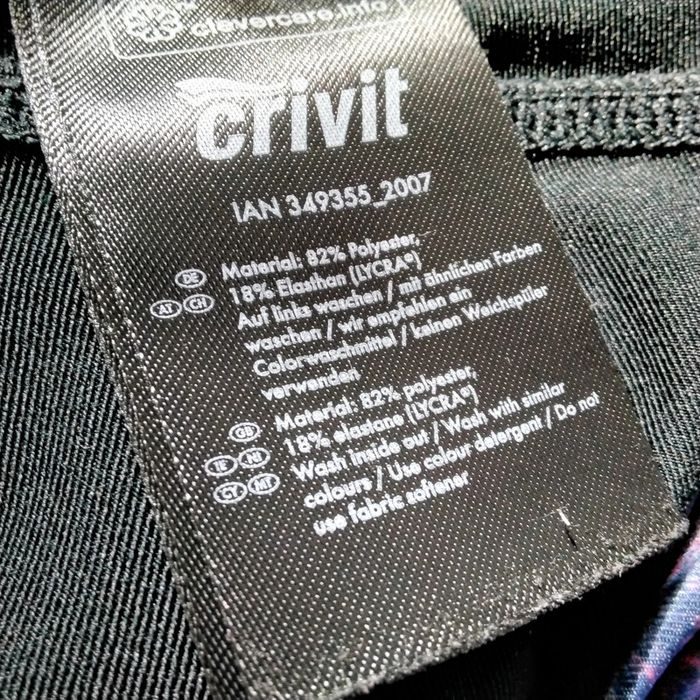 clevercare.info
crivit
IAN 349355_2007
DE
AT CH
Material: 82% Polyester,
18% Elasthan (LYCRA®)
Auf links waschen / mit ähnlichen Farben
waschen / wir empfehlen ein
Colorwaschmittel / keinen Weichspüler
verwenden
GB
IE NI
CY MT
Material: 82% polyester,
18% elastane (LYCRA®)
Wash inside out / Wash with similar
colours / Use colour detergent / Do not
use fabric softener